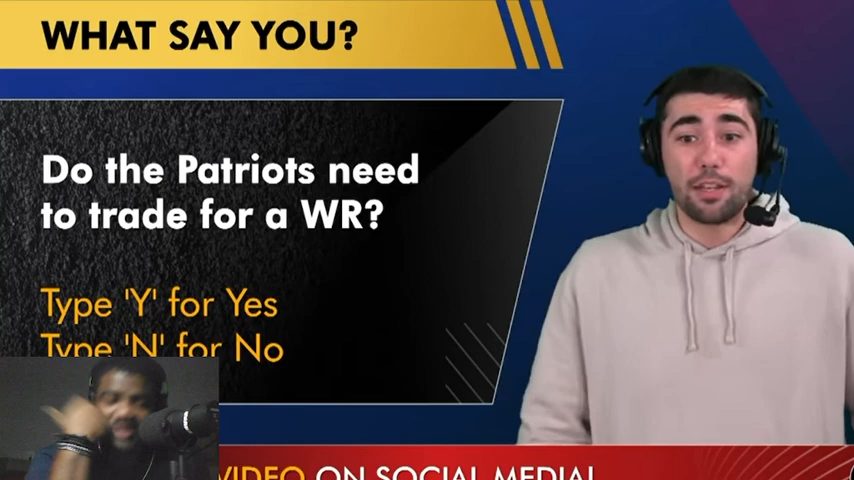 WHAT SAY YOU?
Do the Patriots need
to trade for a WR?
Type 'Y' for Yes
Type 'N' for No
VIDEO ON SOCIAL MEDIA!